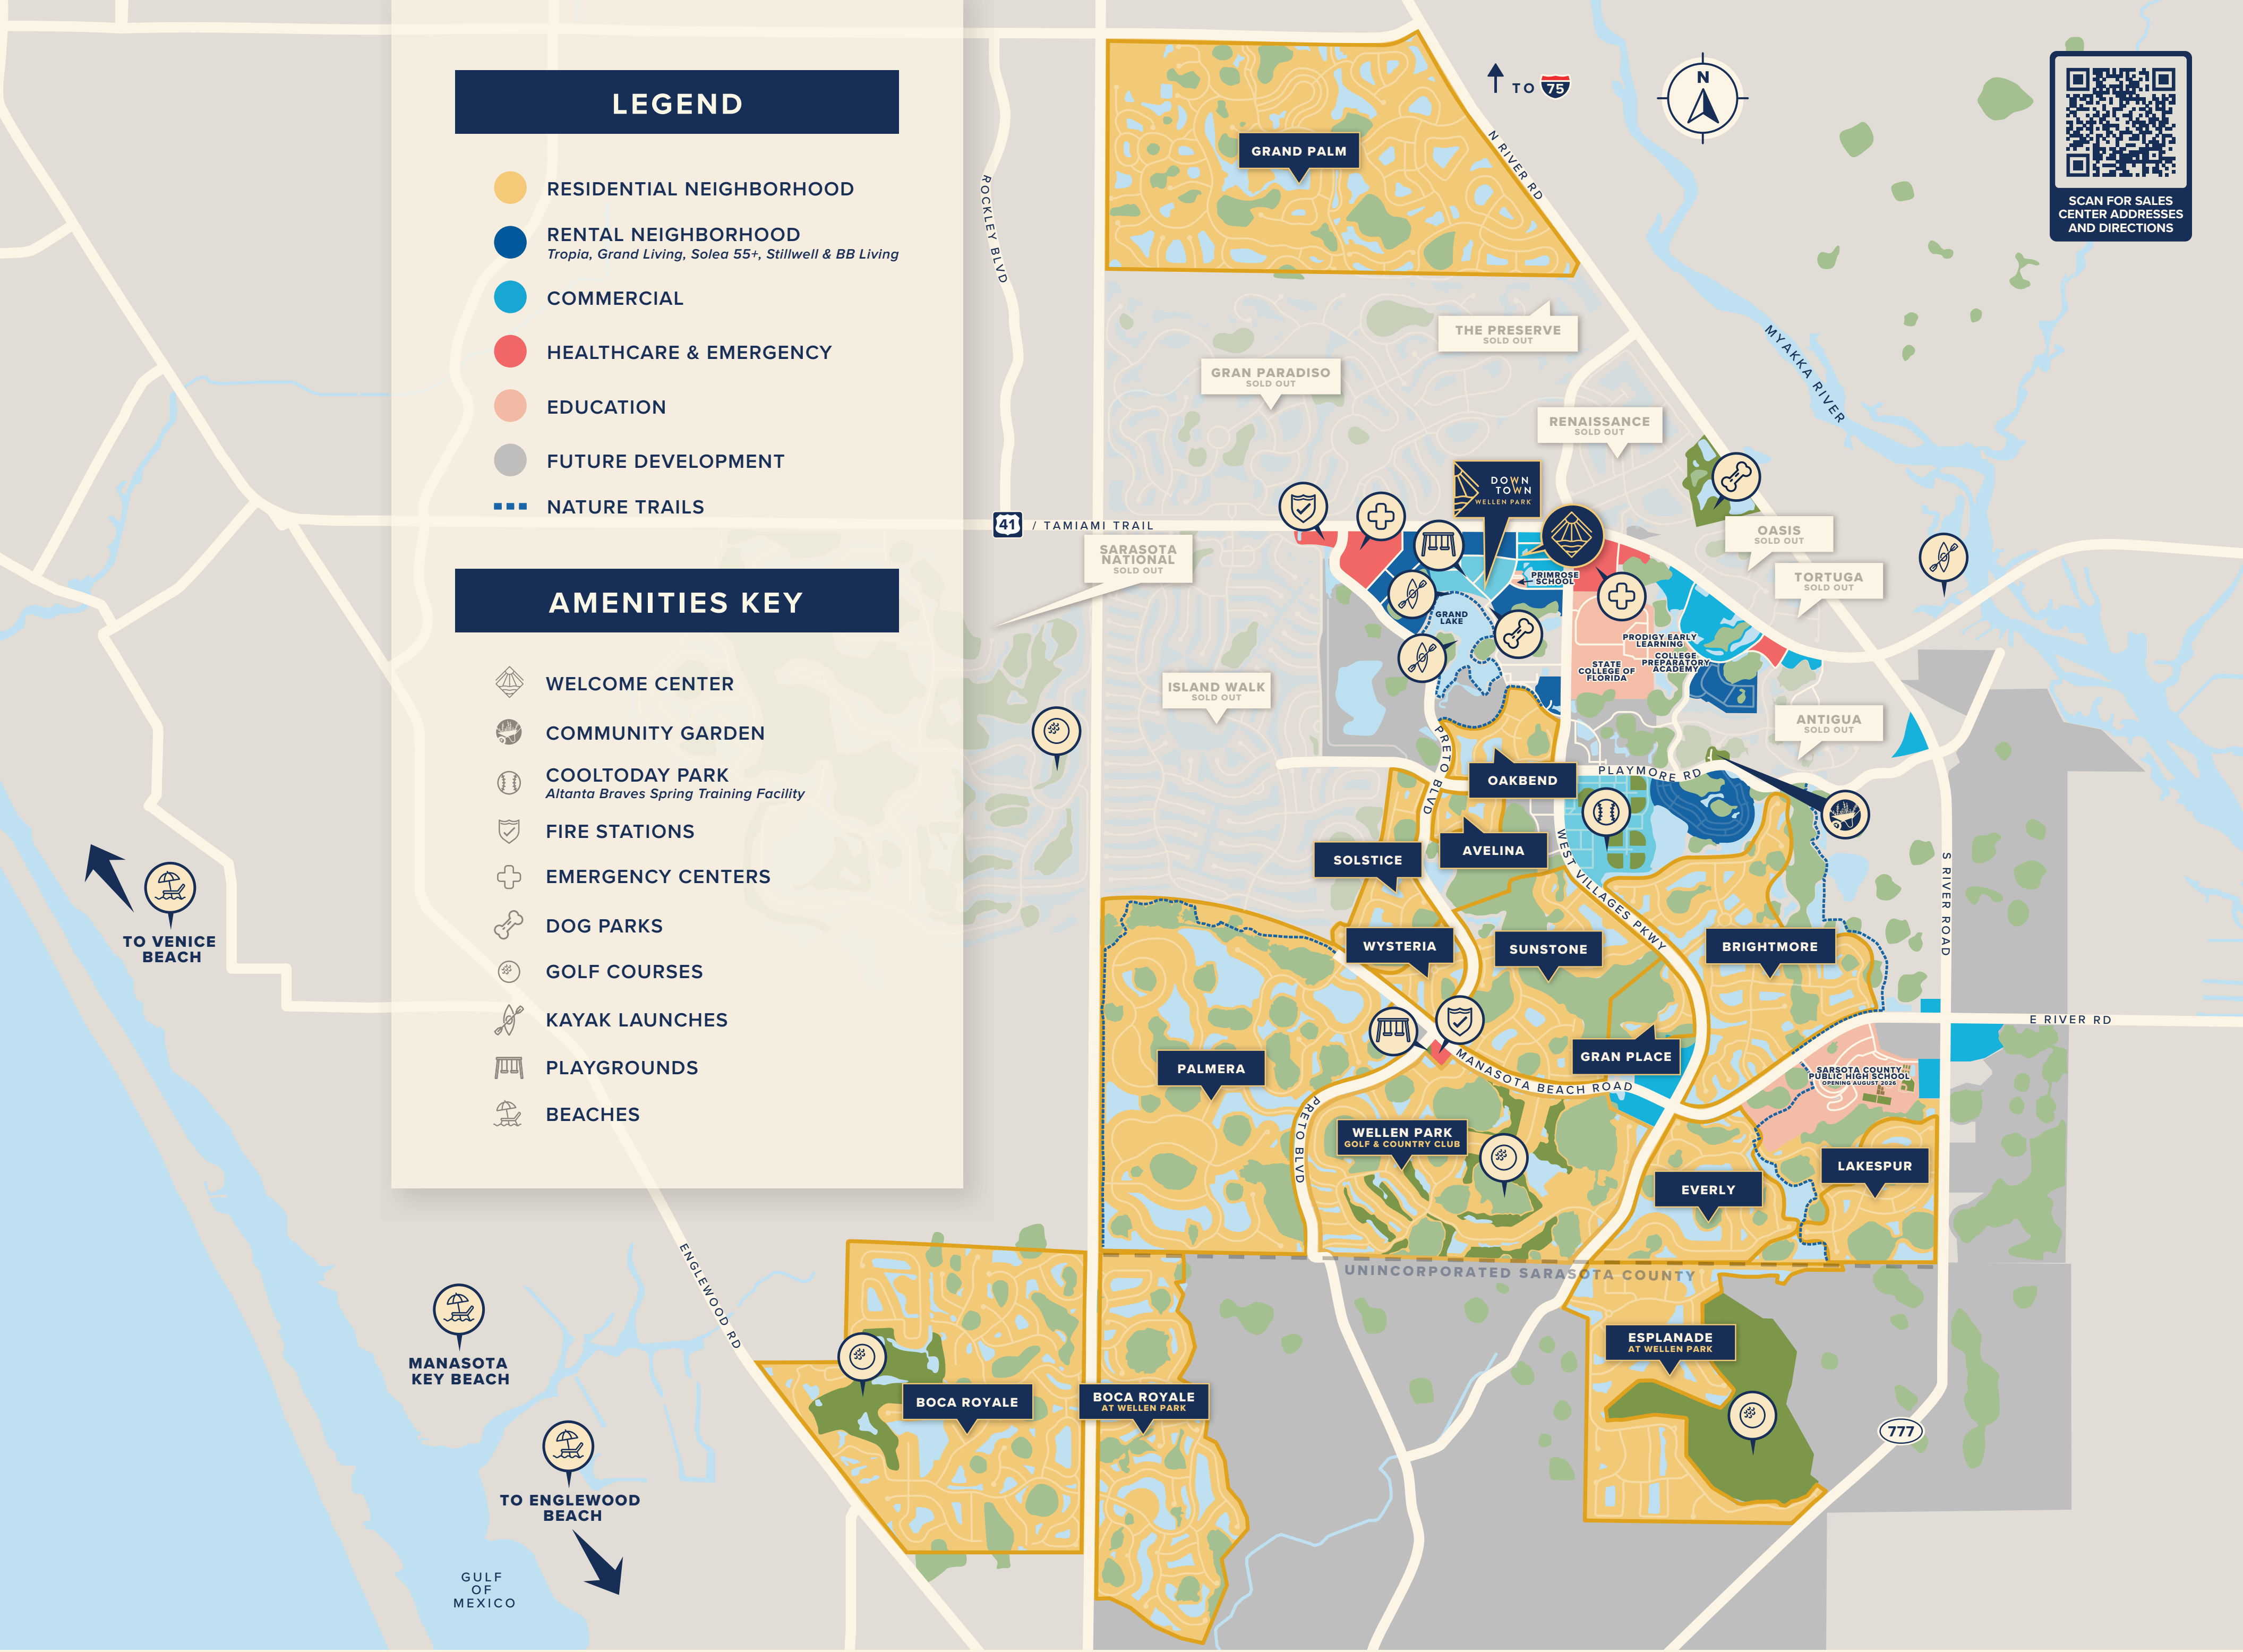 LEGEND
RESIDENTIAL NEIGHBORHOOD
RENTAL NEIGHBORHOOD
Tropia, Grand Living, Solea 55+, Stillwell & BB Living
COMMERCIAL
HEALTHCARE & EMERGENCY
EDUCATION
FUTURE DEVELOPMENT
NATURE TRAILS
AMENITIES KEY
WELCOME CENTER
COMMUNITY GARDEN
COOLTODAY PARK
Altanta Braves Spring Training Facility
FIRE STATIONS
EMERGENCY CENTERS
DOG PARKS
GOLF COURSES
KAYAK LAUNCHES
PLAYGROUNDS
BEACHES
TO VENICE
BEACH
MANASOTA
KEY BEACH
TO ENGLEWOOD
BEACH
GULF
OF
MEXICO
ENGLEWOOD RD
ROCKLEY BLVD
41 / TAMIAMI TRAIL
GRAND PALM
TO 75
N
N RIVER RD
MYAKKA RIVER
SCAN FOR SALES
CENTER ADDRESSES
AND DIRECTIONS
THE PRESERVE
SOLD OUT
GRAN PARADISO
SOLD OUT
RENAISSANCE
SOLD OUT
DOWN
TOWN
WELLEN PARK
OASIS
SOLD OUT
SARASOTA
NATIONAL
SOLD OUT
TORTUGA
SOLD OUT
PRIMROSE
SCHOOL
GRAND
LAKE
PRODIGY EARLY
LEARNING
COLLEGE
PREPARATORY
ACADEMY
STATE
COLLEGE OF
FLORIDA
ISLAND WALK
SOLD OUT
ANTIGUA
SOLD OUT
PRETO BLVD
OAKBEND
PLAYMORE RD
AVELINA
SOLSTICE
WEST VILLAGES PKWY
S RIVER ROAD
WYSTERIA
SUNSTONE
BRIGHTMORE
E RIVER RD
PALMERA
GRAN PLACE
MANASOTA BEACH ROAD
SARSOTA COUNTY
PUBLIC HIGH SCHOOL
OPENING AUGUST 2026
PRETO BLVD
WELLEN PARK
GOLF & COUNTRY CLUB
LAKESPUR
EVERLY
UNINCORPORATED SARASOTA COUNTY
ESPLANADE
AT WELLEN PARK
BOCA ROYALE
BOCA ROYALE
AT WELLEN PARK
777